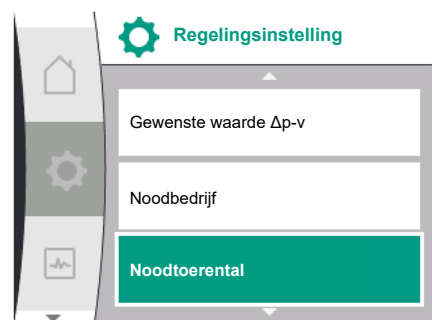 Regelingsinstelling
Gewenste waarde Δp-v
Noodbedrijf
Noodtoerental